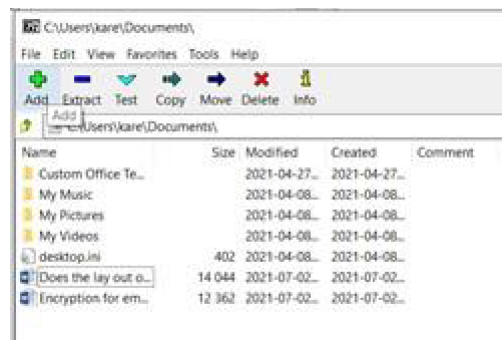 C:\Users\kare\Documents\
File Edit View Favorites Tools Help
Add Extract Test Copy Move Delete Info
Add
C:\Users\kare\Documents\
Name Size Modified Created Comment
Custom Office Te... 2021-04-27... 2021-04-27...
My Music 2021-04-08... 2021-04-08...
My Pictures 2021-04-08... 2021-04-08...
My Videos 2021-04-08... 2021-04-08...
desktop.ini 402 2021-04-08... 2021-04-08...
Does the lay out o... 14 044 2021-07-02... 2021-07-02...
Encryption for em... 12 362 2021-07-02... 2021-07-02...